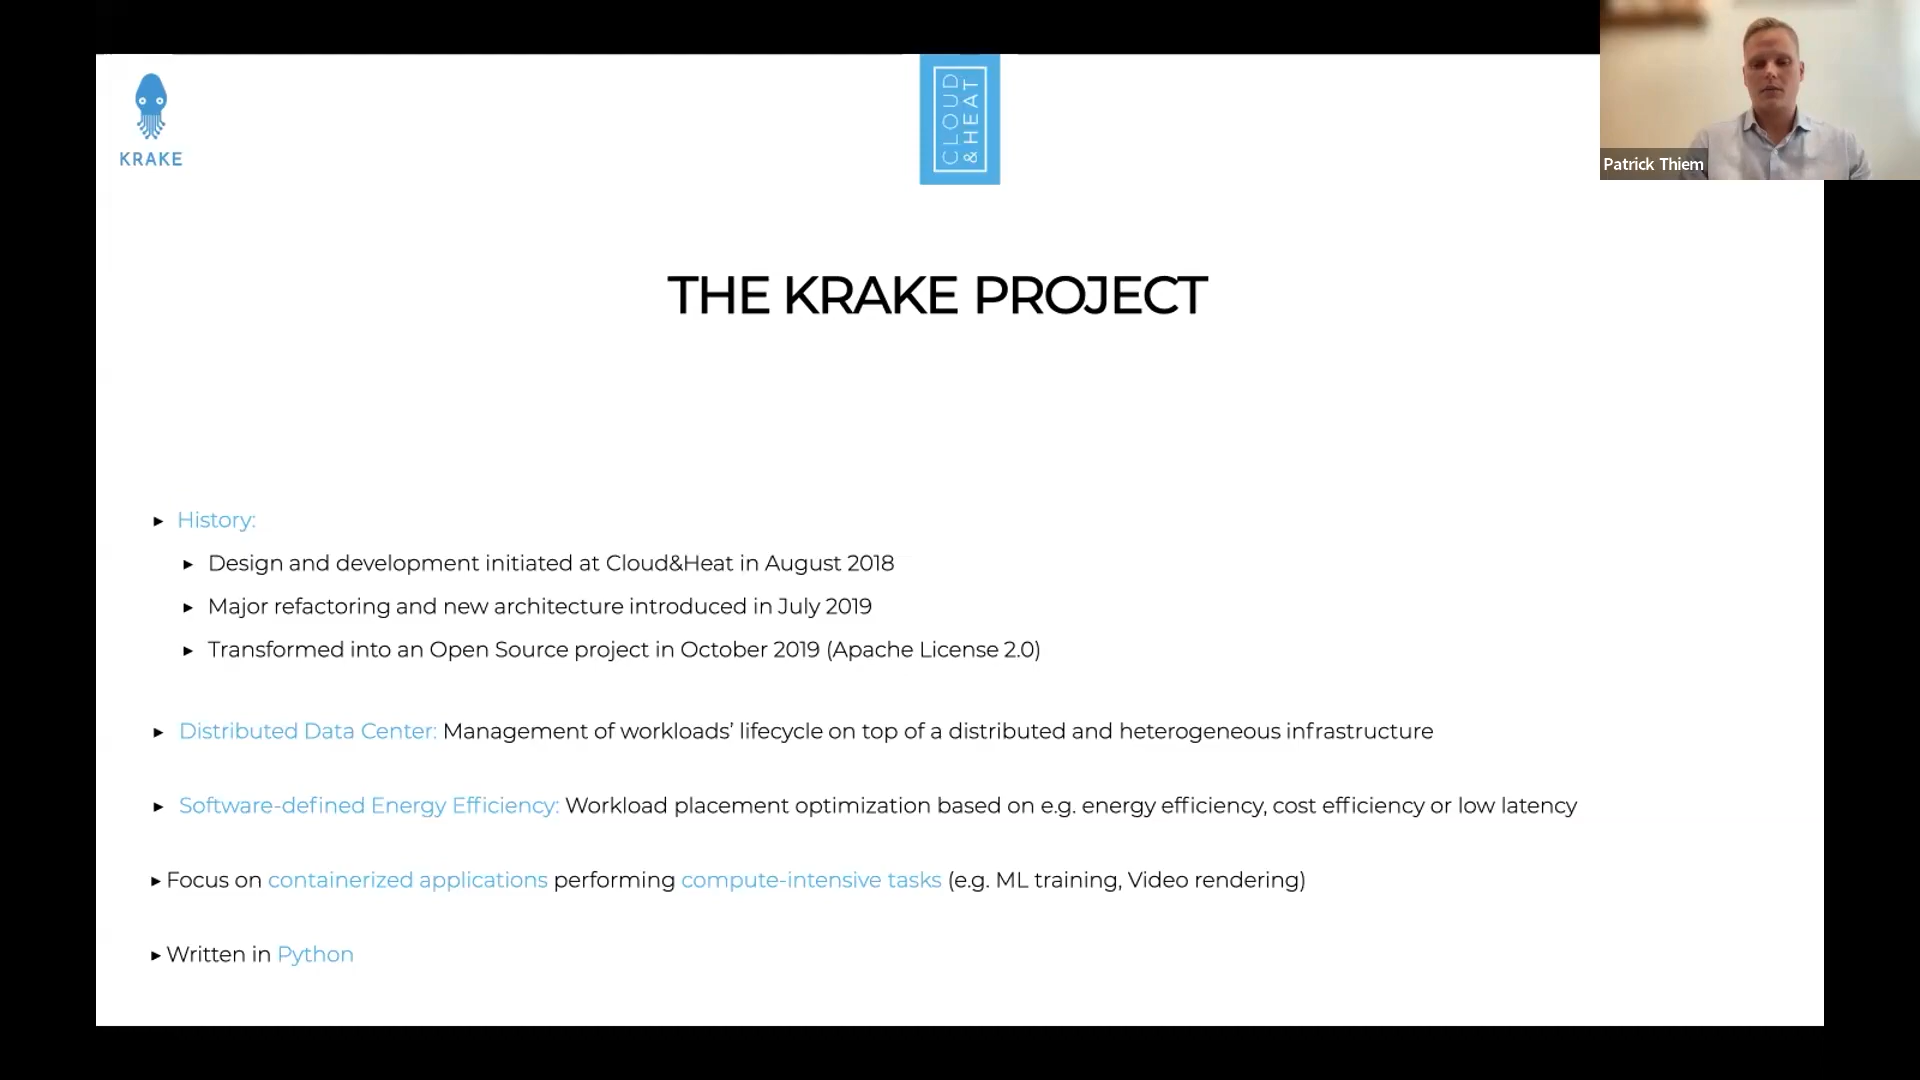 KRAKE
CLOUD
& HEAT
Patrick Thiem
THE KRAKE PROJECT
▸ History:
▸ Design and development initiated at Cloud&Heat in August 2018
▸ Major refactoring and new architecture introduced in July 2019
▸ Transformed into an Open Source project in October 2019 (Apache License 2.0)
▸ Distributed Data Center: Management of workloads’ lifecycle on top of a distributed and heterogeneous infrastructure
▸ Software-defined Energy Efficiency: Workload placement optimization based on e.g. energy efficiency, cost efficiency or low latency
▸ Focus on containerized applications performing compute-intensive tasks (e.g. ML training, Video rendering)
▸ Written in Python